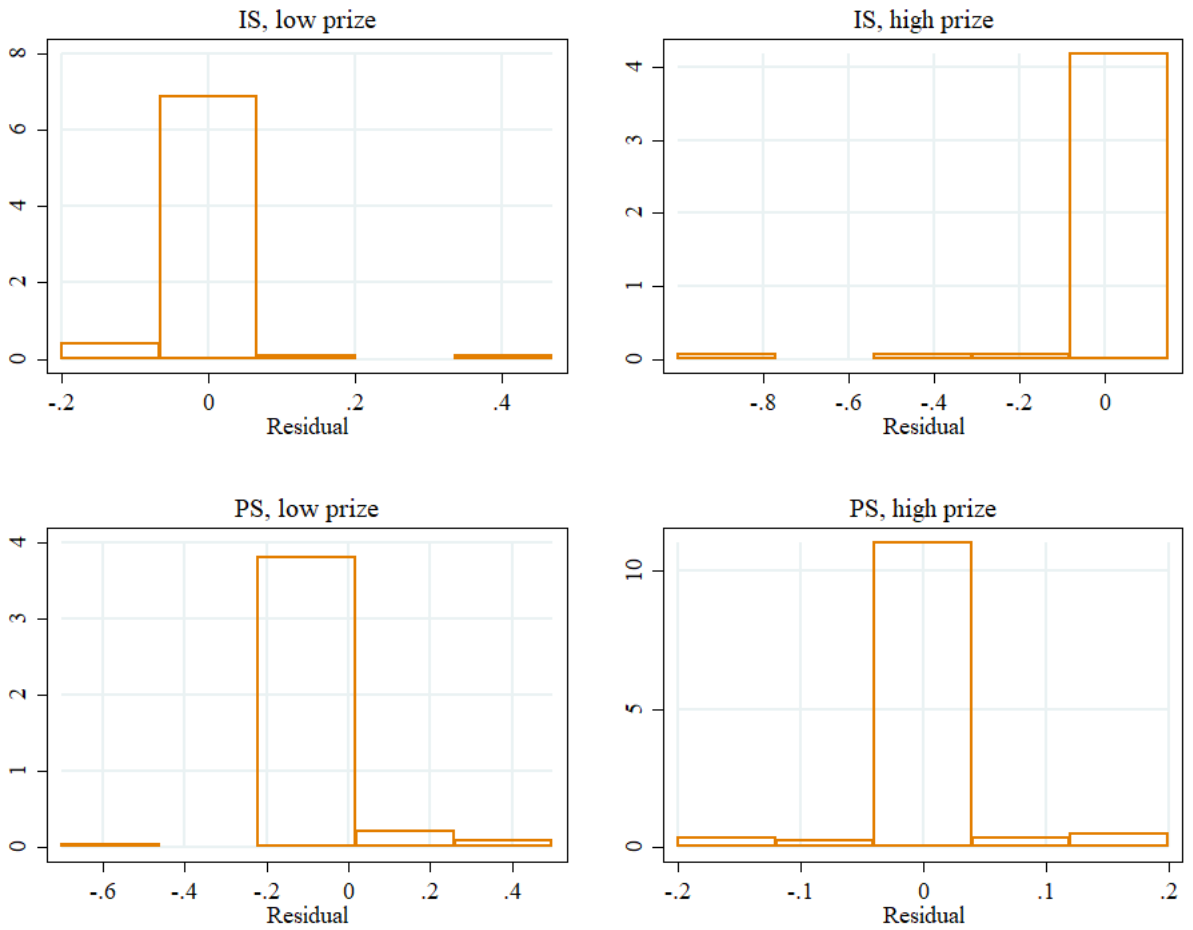 IS, low prize
8
6
4
2
0
-.2 0 .2 .4
Residual
IS, high prize
4
3
2
1
0
-.8 -.6 -.4 -.2 0
Residual
PS, low prize
4
3
2
1
0
-.6 -.4 -.2 0 .2 .4
Residual
PS, high prize
10
5
0
-.2 -.1 0 .1 .2
Residual